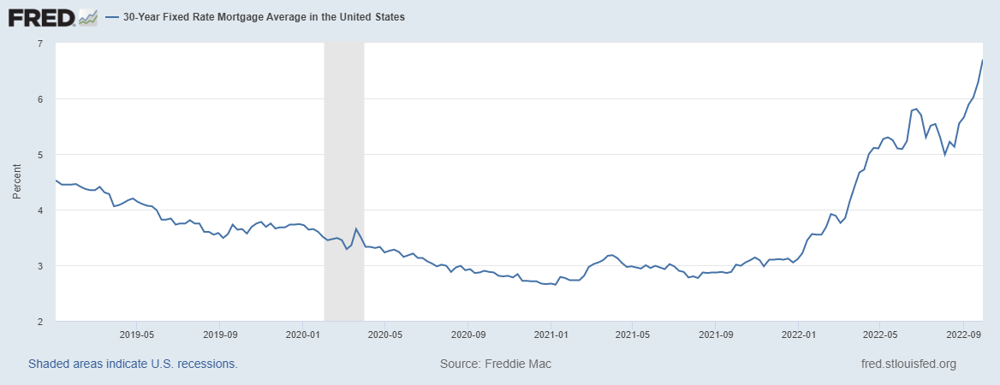 FRED
30-Year Fixed Rate Mortgage Average in the United States
7
6
5
4
3
2
Percent
2019-05 2019-09 2020-01 2020-05 2020-09 2021-01 2021-05 2021-09 2022-01 2022-05 2022-09
Shaded areas indicate U.S. recessions. Source: Freddie Mac fred.stlouisfed.org